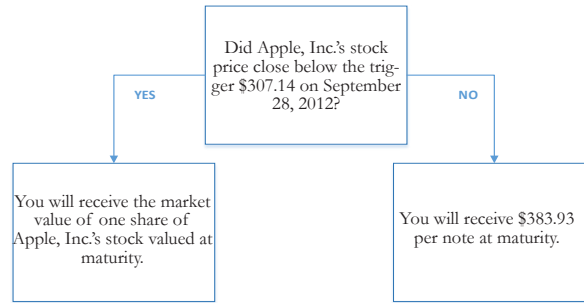 Did Apple, Inc.'s stock
price close below the trig-
ger $307.14 on September
28, 2012?
YES
NO
You will receive the market
value of one share of
Apple, Inc.'s stock valued at
maturity.
You will receive $383.93
per note at maturity.